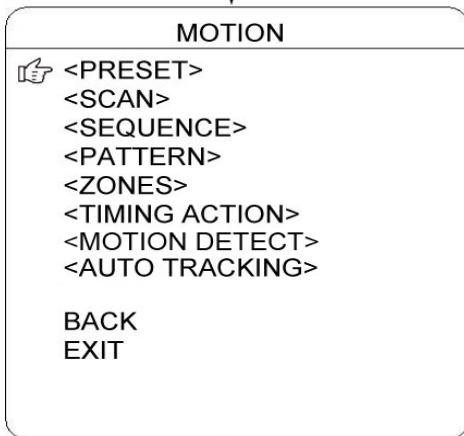 MOTION
<PRESET>
<SCAN>
<SEQUENCE>
<PATTERN>
<ZONES>
<TIMING ACTION>
<MOTION DETECT>
<AUTO TRACKING>
BACK
EXIT